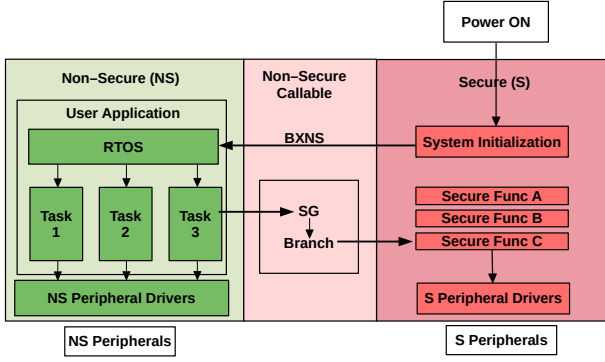 Power ON
Non–Secure (NS)
Non–Secure
Callable
Secure (S)
User Application
RTOS
BXNS
System Initialization
Task
1
Task
2
Task
3
SG
Branch
Secure Func A
Secure Func B
Secure Func C
NS Peripheral Drivers
S Peripheral Drivers
NS Peripherals
S Peripherals